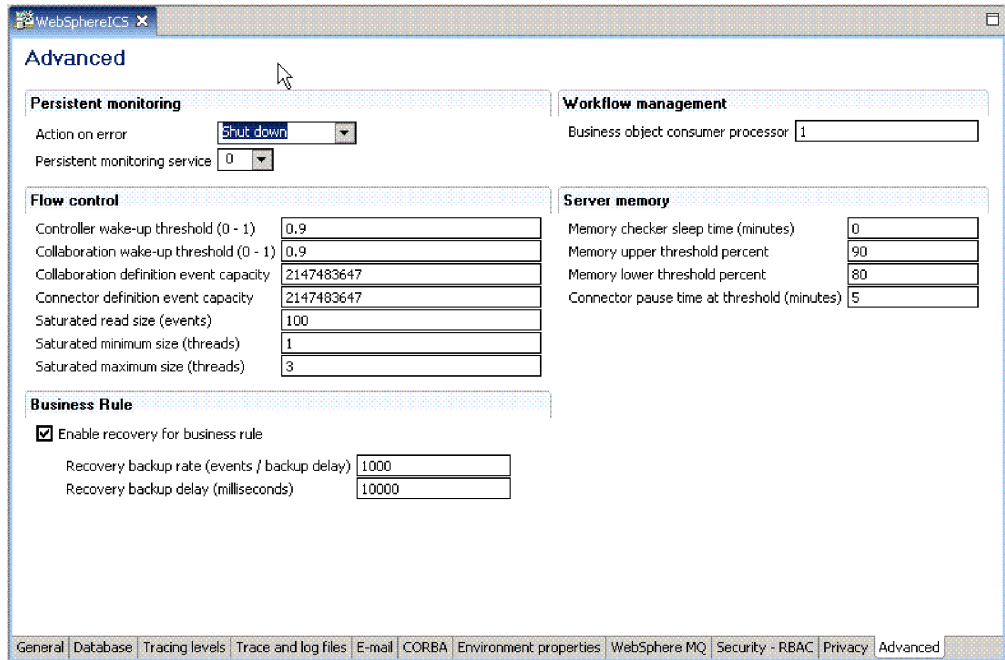 WebSphereICS
Advanced
Persistent monitoring
Action on error Shut down
Persistent monitoring service 0
Workflow management
Business object consumer processor 1
Flow control
Controller wake-up threshold (0 - 1) 0.9
Collaboration wake-up threshold (0 - 1) 0.9
Collaboration definition event capacity 2147483647
Connector definition event capacity 2147483647
Saturated read size (events) 100
Saturated minimum size (threads) 1
Saturated maximum size (threads) 3
Server memory
Memory checker sleep time (minutes) 0
Memory upper threshold percent 90
Memory lower threshold percent 80
Connector pause time at threshold (minutes) 5
Business Rule
Enable recovery for business rule
Recovery backup rate (events / backup delay) 1000
Recovery backup delay (milliseconds) 10000
General Database Tracing levels Trace and log files E-mail CORBA Environment properties WebSphere MQ Security - RBAC Privacy Advanced